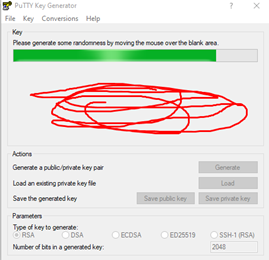 PuTTY Key Generator
File Key Conversions Help
Key
Please generate some randomness by moving the mouse over the blank area.
Actions
Generate a public/private key pair Generate
Load an existing private key file Load
Save the generated key Save public key Save private key
Parameters
Type of key to generate:
RSA DSA ECDSA ED25519 SSH-1 (RSA)
Number of bits in a generated key: 2048